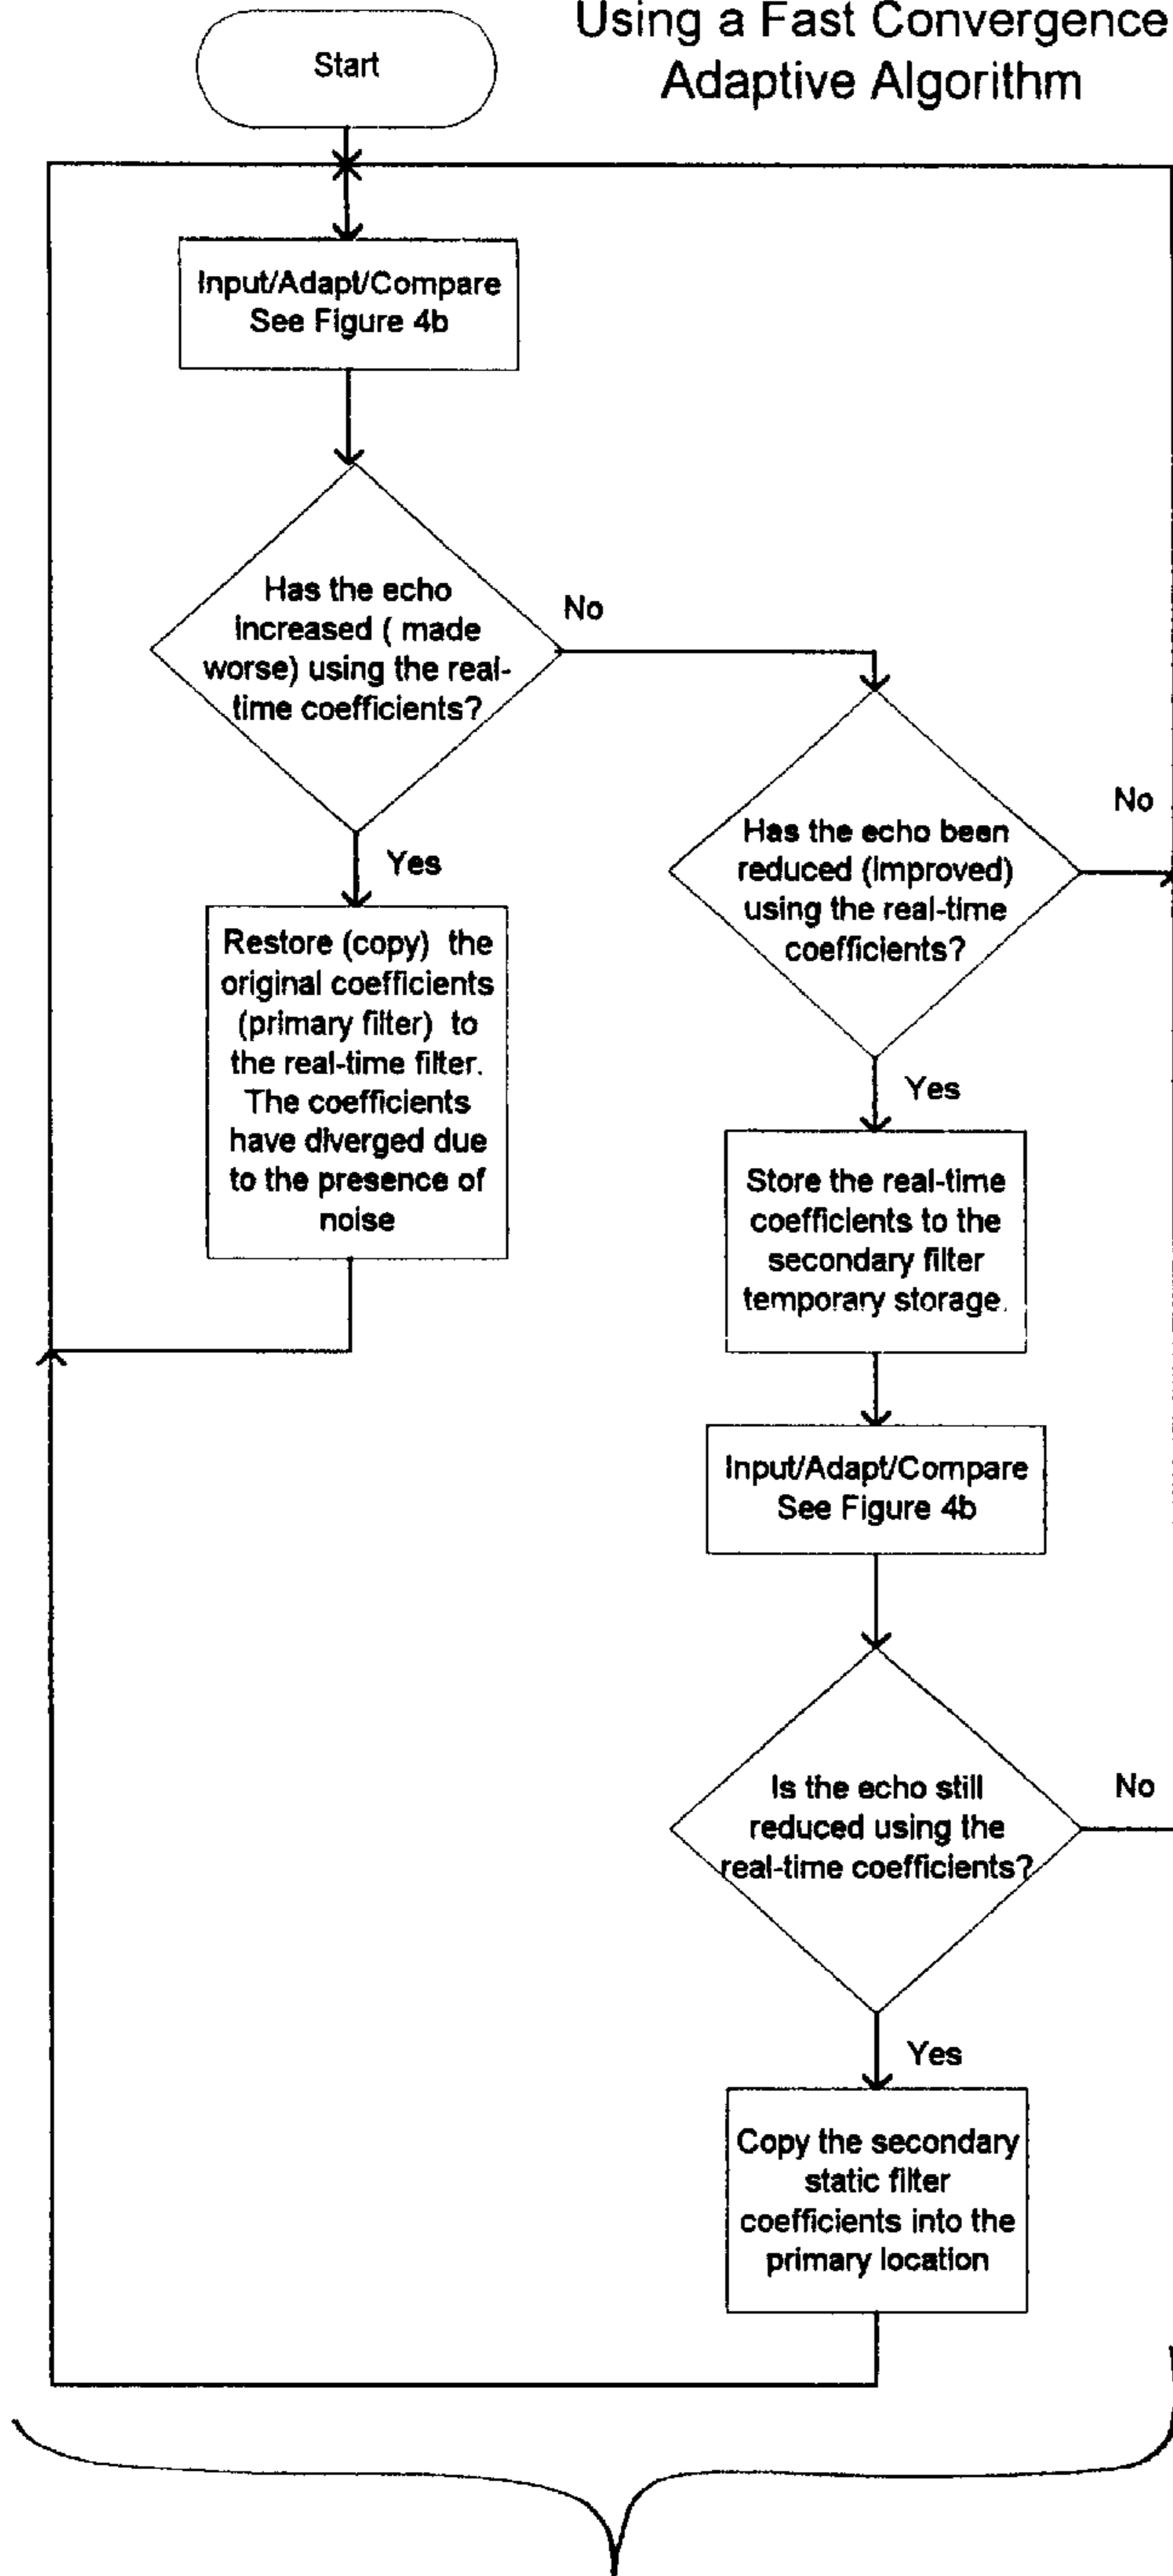 Using a Fast Convergence
Adaptive Algorithm
Start
Input/Adapt/Compare
See Figure 4b
Has the echo
increased ( made
worse) using the real-
time coefficients?
No
Yes
Restore (copy) the
original coefficients
(primary filter) to
the real-time filter.
The coefficients
have diverged due
to the presence of
noise
Has the echo been
reduced (improved)
using the real-time
coefficients?
No
Yes
Store the real-time
coefficients to the
secondary filter
temporary storage.
Input/Adapt/Compare
See Figure 4b
Is the echo still
reduced using the
real-time coefficients?
No
Yes
Copy the secondary
static filter
coefficients into the
primary location